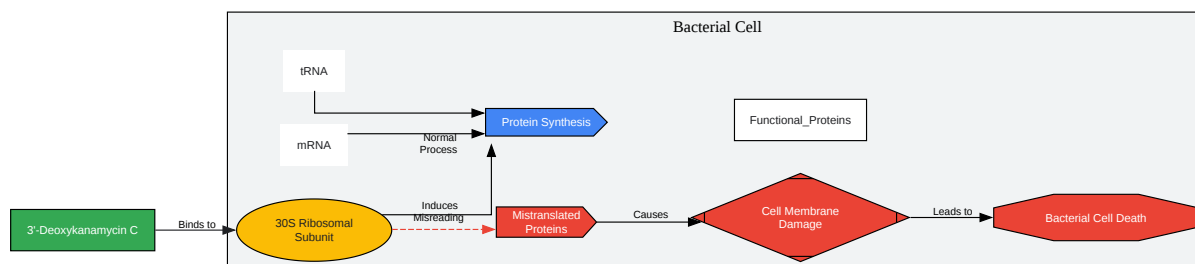 Bacterial Cell
tRNA
Protein Synthesis
Functional_Proteins
mRNA
Normal
Process
3'-Deoxykanamycin C
Binds to
30S Ribosomal
Subunit
Induces
Misreading
Mistranslated
Proteins
Causes
Cell Membrane
Damage
Leads to
Bacterial Cell Death